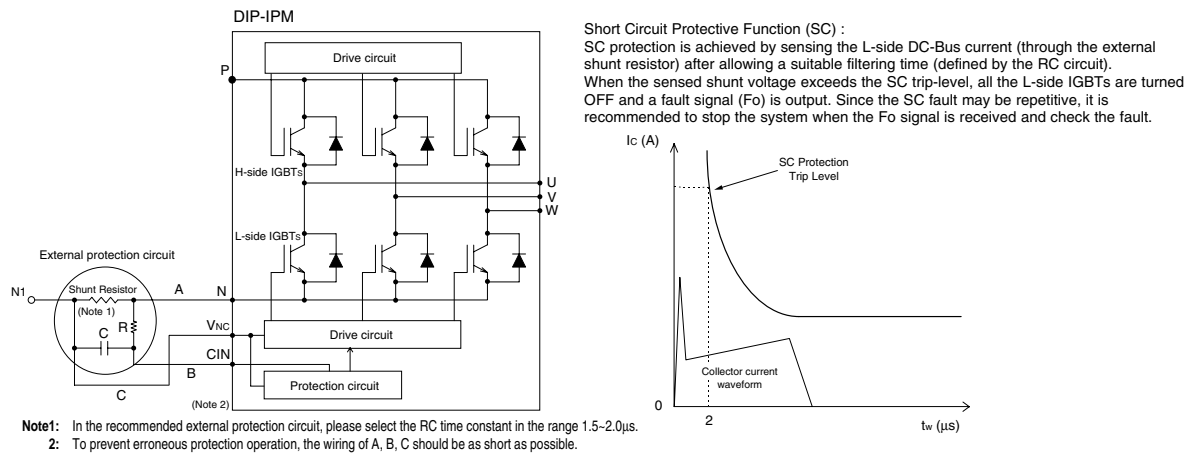 DIP-IPM
Drive circuit
P
H-side IGBTS
U
V
W
L-side IGBTS
External protection circuit
N1
Shunt Resistor
A
N
(Note 1)
VNC
R
C
Drive circuit
CIN
B
C
Protection circuit
(Note 2)
Short Circuit Protective Function (SC) :
SC protection is achieved by sensing the L-side DC-Bus current (through the external
shunt resistor) after allowing a suitable filtering time (defined by the RC circuit).
When the sensed shunt voltage exceeds the SC trip-level, all the L-side IGBTs are turned
OFF and a fault signal (Fo) is output. Since the SC fault may be repetitive, it is
recommended to stop the system when the Fo signal is received and check the fault.
IC (A)
SC Protection
Trip Level
Collector current
waveform
0
2
tw (μs)
Note1: In the recommended external protection circuit, please select the RC time constant in the range 1.5~2.0μs.
2: To prevent erroneous protection operation, the wiring of A, B, C should be as short as possible.